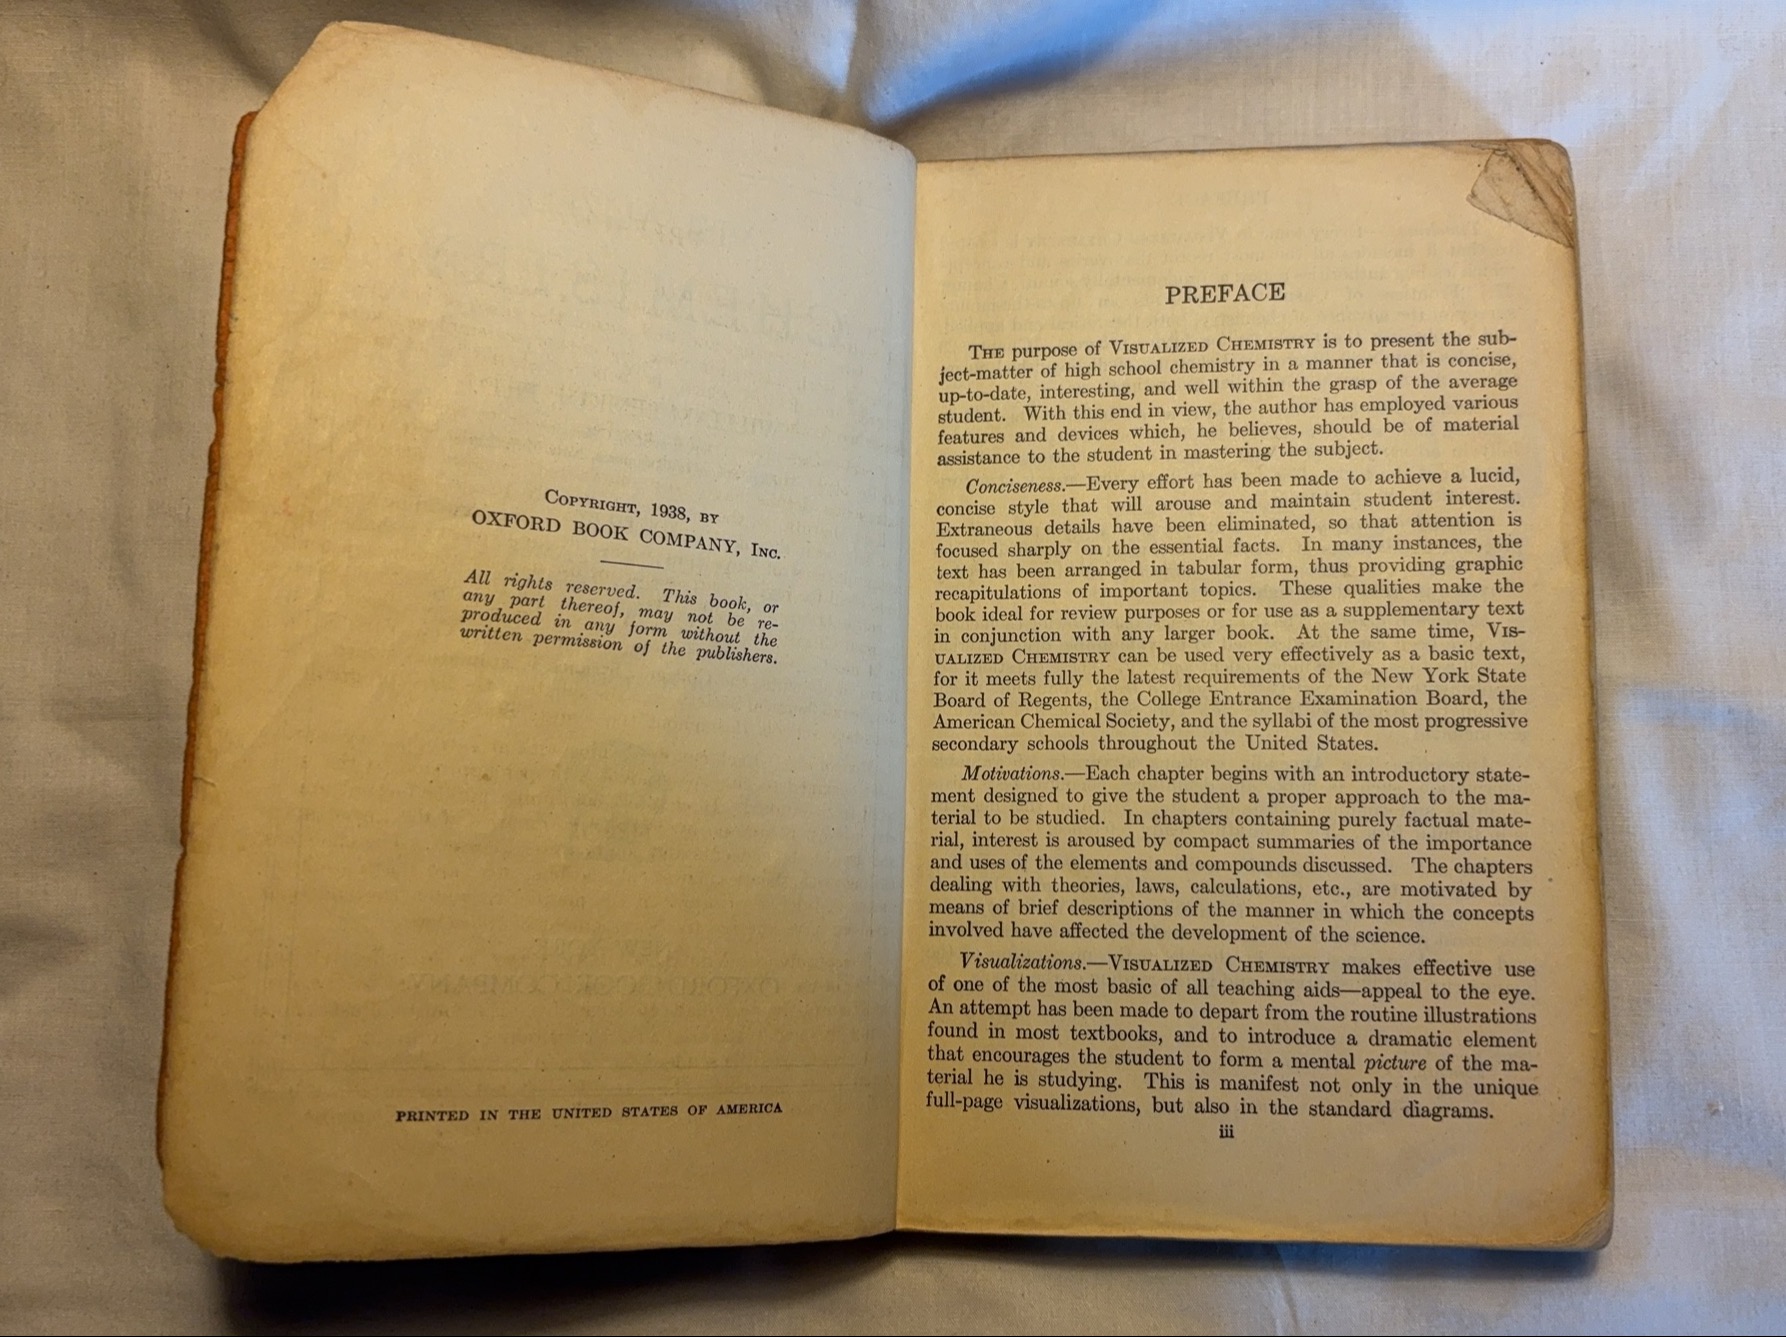 COPYRIGHT, 1938, BY
OXFORD BOOK COMPANY, INC.
All rights reserved. This book, or
any part thereof, may not be re-
produced in any form without the
written permission of the publishers.
PRINTED IN THE UNITED STATES OF AMERICA
PREFACE
THE purpose of VISUALIZED CHEMISTRY is to present the sub-
ject-matter of high school chemistry in a manner that is concise,
up-to-date, interesting, and well within the grasp of the average
student. With this end in view, the author has employed various
features and devices which, he believes, should be of material
assistance to the student in mastering the subject.
Conciseness.—Every effort has been made to achieve a lucid,
concise style that will arouse and maintain student interest.
Extraneous details have been eliminated, so that attention is
focused sharply on the essential facts. In many instances, the
text has been arranged in tabular form, thus providing graphic
recapitulations of important topics. These qualities make the
book ideal for review purposes or for use as a supplementary text
in conjunction with any larger book. At the same time, VIS-
UALIZED CHEMISTRY can be used very effectively as a basic text,
for it meets fully the latest requirements of the New York State
Board of Regents, the College Entrance Examination Board, the
American Chemical Society, and the syllabi of the most progressive
secondary schools throughout the United States.
Motivations.—Each chapter begins with an introductory state-
ment designed to give the student a proper approach to the ma-
terial to be studied. In chapters containing purely factual mate-
rial, interest is aroused by compact summaries of the importance
and uses of the elements and compounds discussed. The chapters
dealing with theories, laws, calculations, etc., are motivated by
means of brief descriptions of the manner in which the concepts
involved have affected the development of the science.
Visualizations.—VISUALIZED CHEMISTRY makes effective use
of one of the most basic of all teaching aids—appeal to the eye.
An attempt has been made to depart from the routine illustrations
found in most textbooks, and to introduce a dramatic element
that encourages the student to form a mental picture of the ma-
terial he is studying. This is manifest not only in the unique
full-page visualizations, but also in the standard diagrams.
iii